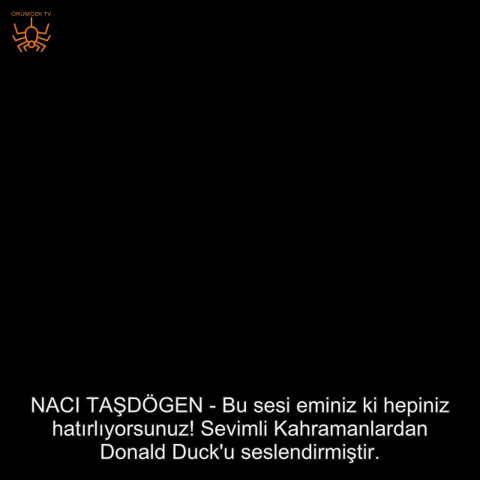 ÖRÜMCEK TV
NACI TAŞDÖGEN - Bu sesi eminiz ki hepiniz
hatırlıyorsunuz! Sevimli Kahramanlardan
Donald Duck'u seslendirmiştir.